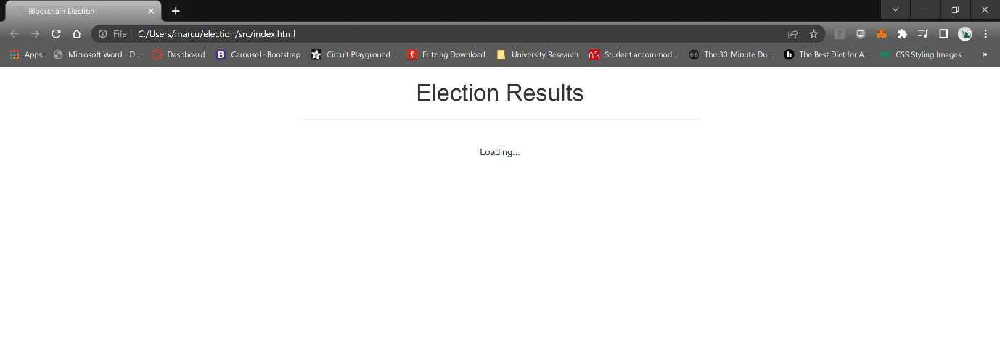 Blockchain Election
File C:/Users/marcu/election/src/index.html
Apps Microsoft Word - D... Dashboard Carousel · Bootstrap Circuit Playground... Fritzing Download University Research Student accommod... The 30-Minute Du... The Best Diet for A... CSS Styling Images »
Election Results
Loading...